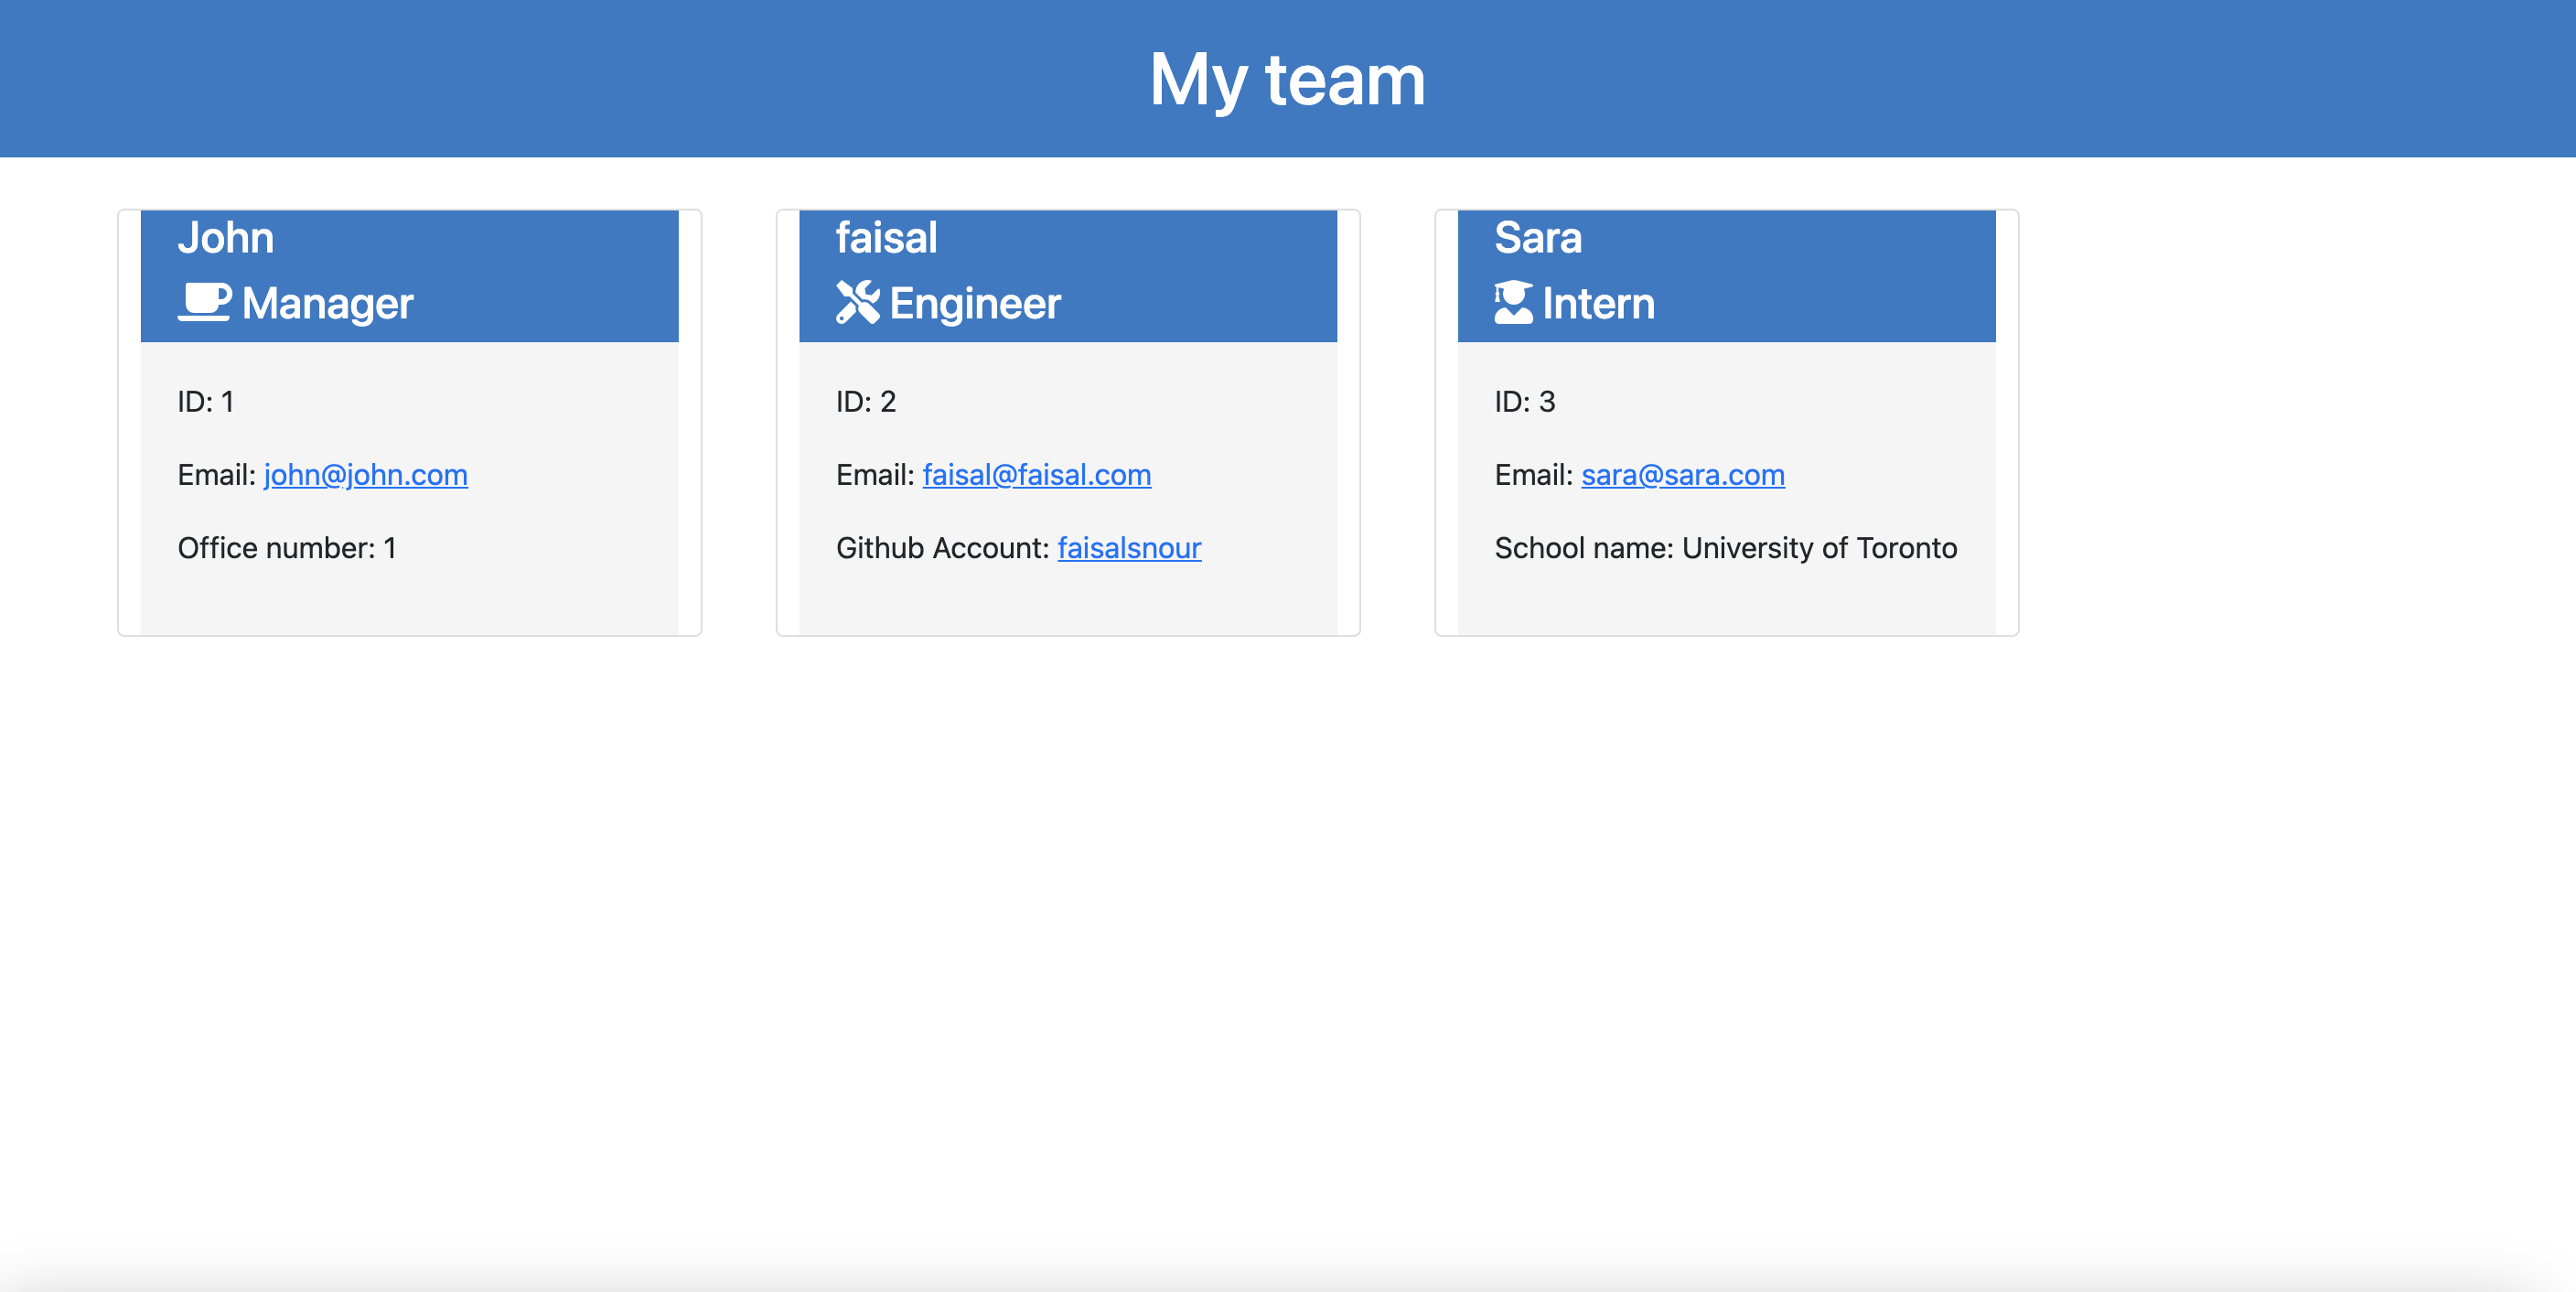 My team
John
Manager
ID: 1
Email: john@john.com
Office number: 1
faisal
Engineer
ID: 2
Email: faisal@faisal.com
Github Account: faisalsnour
Sara
Intern
ID: 3
Email: sara@sara.com
School name: University of Toronto